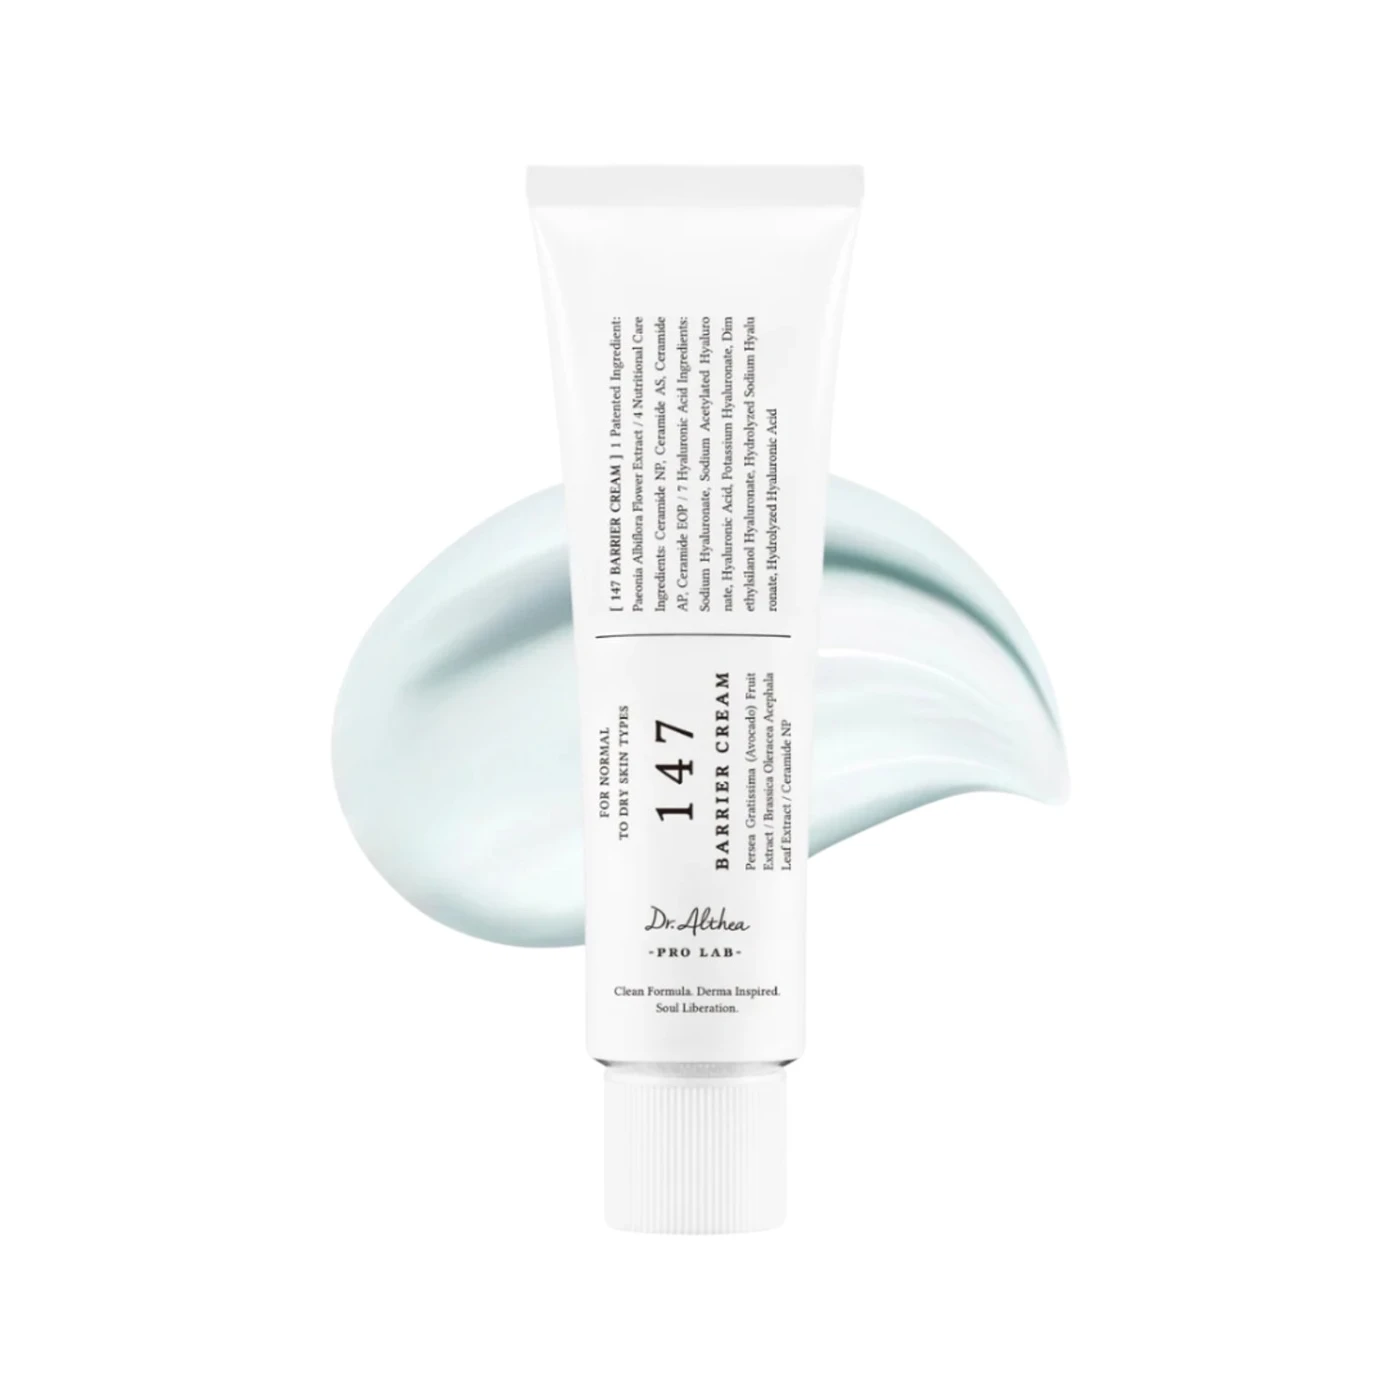 [ 147 BARRIER CREAM ] 1 Patented Ingredient:
Paeonia Albiflora Flower Extract / 4 Nutritional Care
Ingredients: Ceramide NP, Ceramide AS, Ceramide
AP, Ceramide EOP / 7 Hyaluronic Acid Ingredients:
Sodium Hyaluronate, Sodium Acetylated Hyaluro
nate, Hyaluronic Acid, Potassium Hyaluronate, Dim
ethylsilanol Hyaluronate, Hydrolyzed Sodium Hyalu
ronate, Hydrolyzed Hyaluronic Acid
FOR NORMAL
TO DRY SKIN TYPES
147
BARRIER CREAM
Persea Gratissima (Avocado) Fruit
Extract / Brassica Oleracea Acephala
Leaf Extract / Ceramide NP
Dr.Althea
-PRO LAB-
Clean Formula. Derma Inspired.
Soul Liberation.